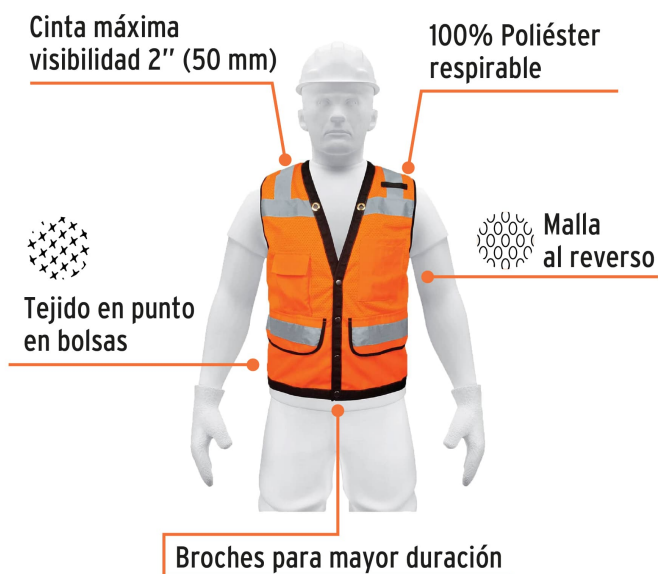 Cinta máxima
visibilidad 2” (50 mm)
100% Poliéster
respirable
Malla
al reverso
Tejido en punto
en bolsas
Broches para mayor duración